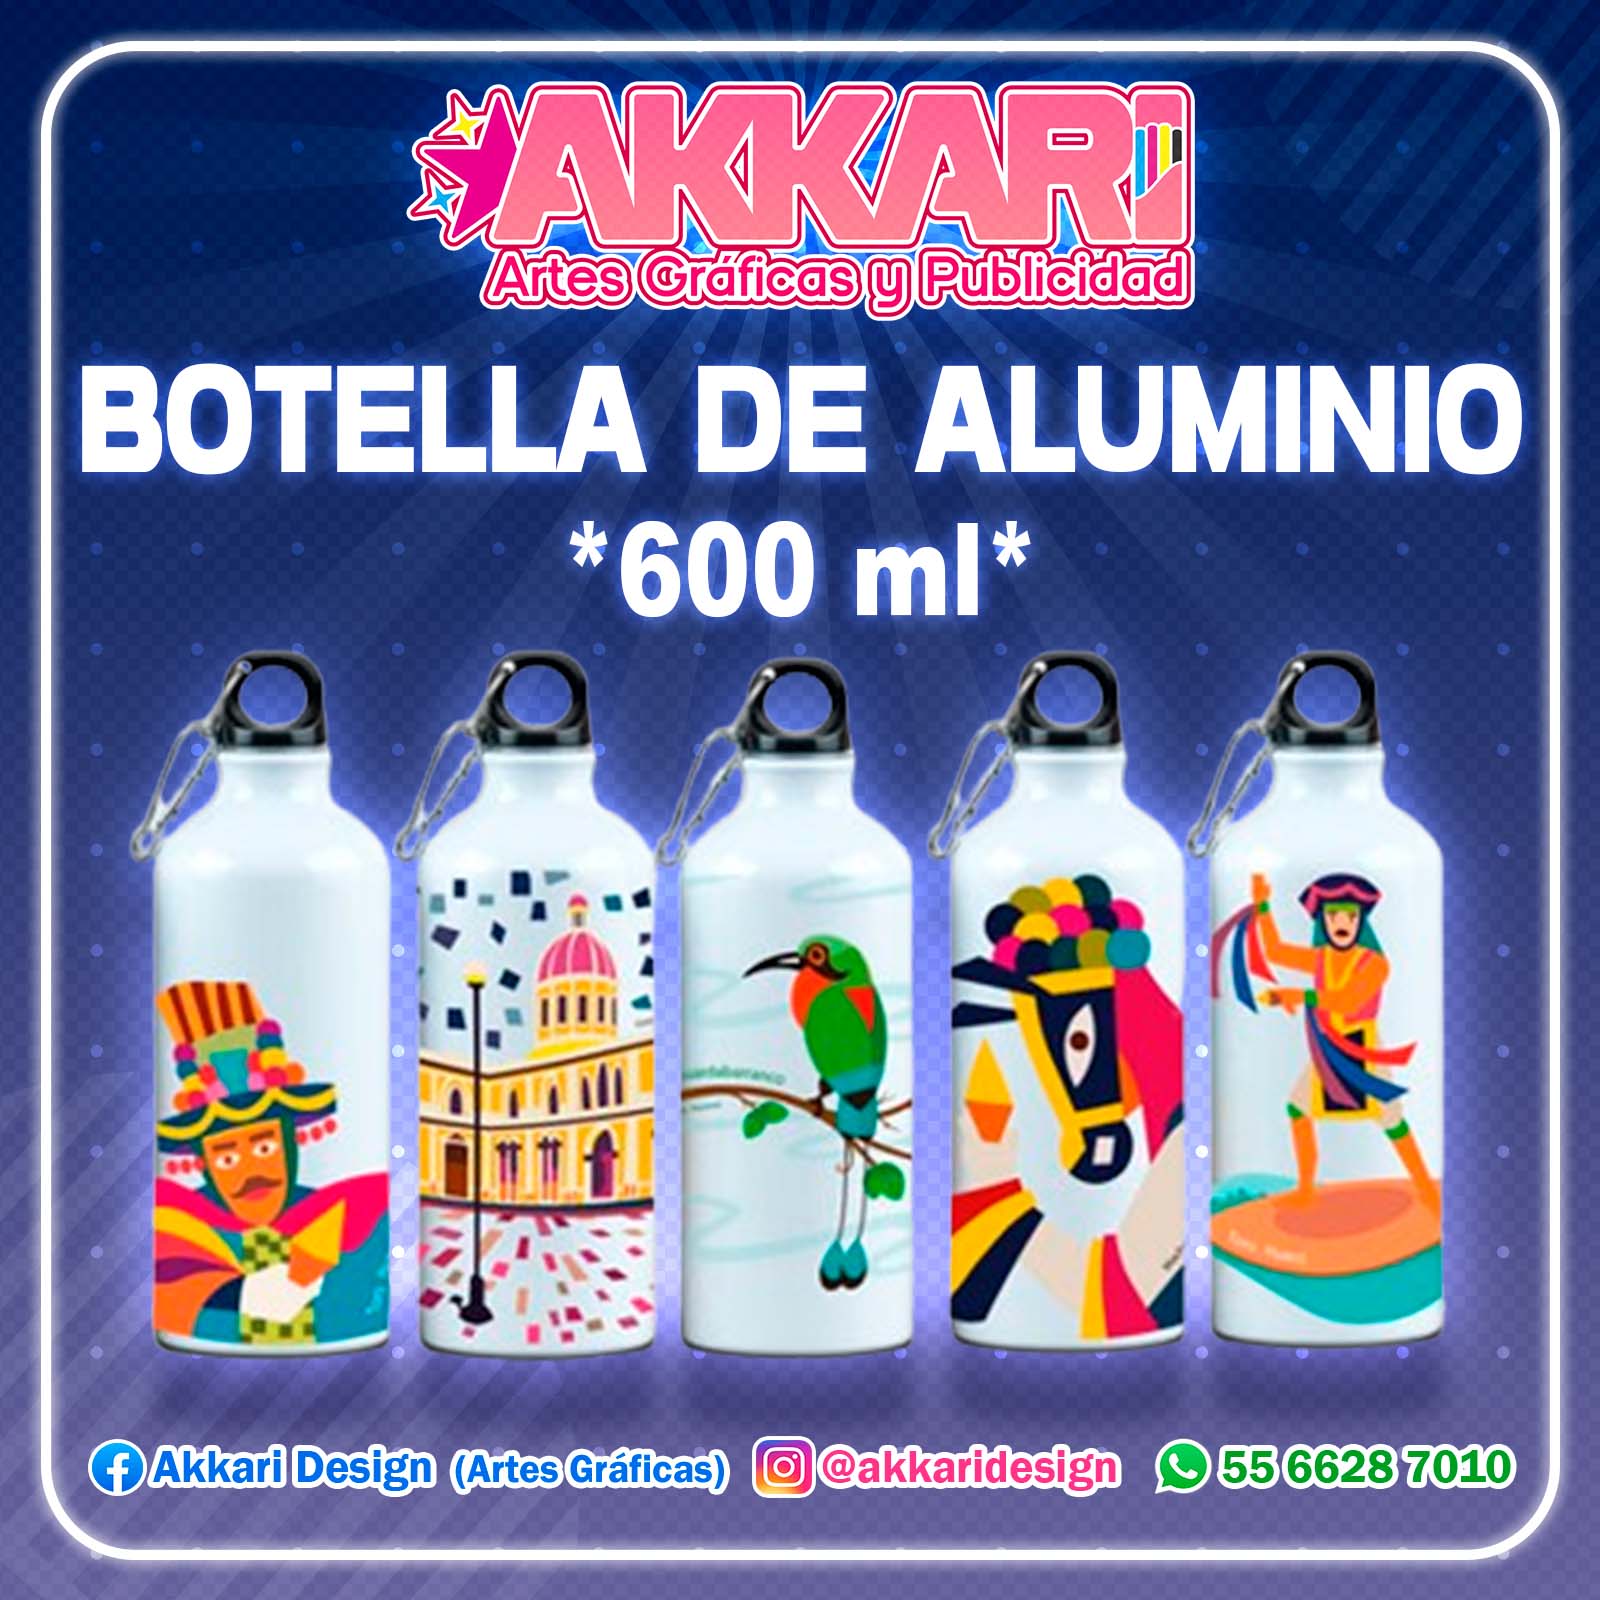 AKKARI
Artes Gráficas y Publicidad
BOTELLA DE ALUMINIO
*600 ml*
Akkari Design (Artes Gráficas) @akkaridesign 55 6628 7010